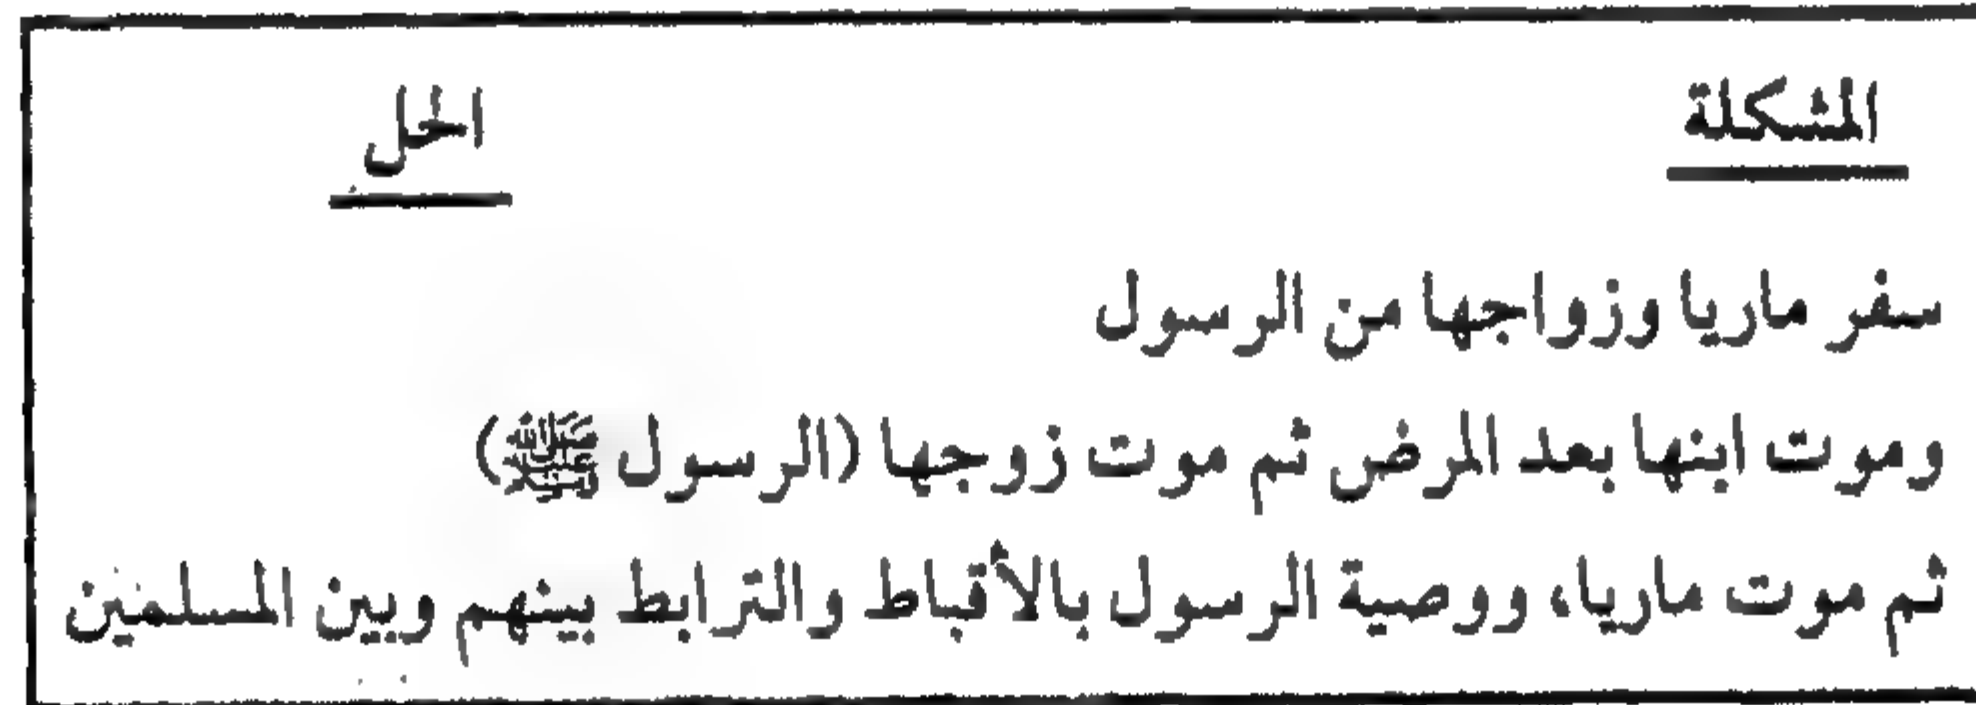 المشكلة الحل
سفر ماريا وزواجها من الرسول
وموت ابنها بعد المرض ثم موت زوجها (الرسول ﷺ)
ثم موت ماريا، ووصية الرسول بالأقباط والترابط بينهم وبين المسلمين